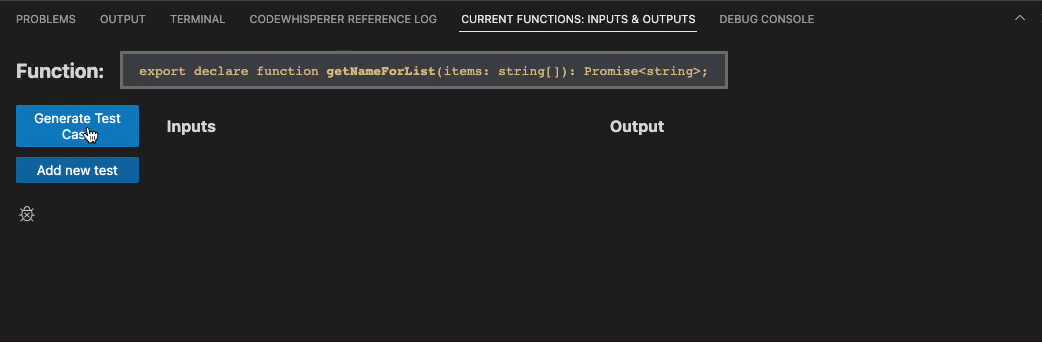 PROBLEMS OUTPUT TERMINAL CODEWHISPERER REFERENCE LOG CURRENT FUNCTIONS: INPUTS & OUTPUTS DEBUG CONSOLE
Function: export declare function getNameForList(items: string[]): Promise<string>;
Generate Test
Inputs Output
Add new test